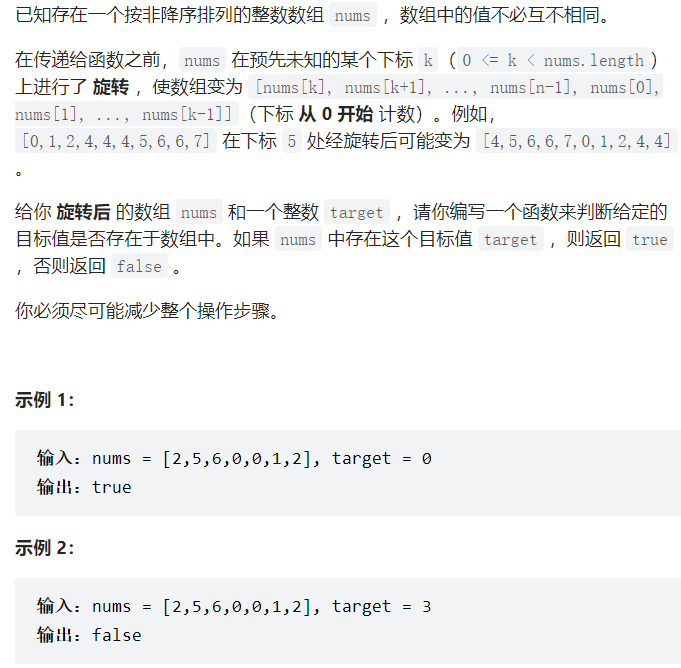 已知存在一个按非降序排列的整数数组 nums ，数组中的值不必互不相同。
在传递给函数之前， nums 在预先未知的某个下标 k （ 0 <= k < nums.length ）
上进行了 旋转 ，使数组变为 [nums[k], nums[k+1], ..., nums[n-1], nums[0],
nums[1], ..., nums[k-1]] （下标 从 0 开始 计数）。例如，
[0,1,2,4,4,4,5,6,6,7] 在下标 5 处经旋转后可能变为 [4,5,6,6,7,0,1,2,4,4]
。
给你 旋转后 的数组 nums 和一个整数 target ，请你编写一个函数来判断给定的
目标值是否存在于数组中。如果 nums 中存在这个目标值 target ，则返回 true
，否则返回 false 。
你必须尽可能减少整个操作步骤。
示例 1：
输入：nums = [2,5,6,0,0,1,2], target = 0
输出：true
示例 2：
输入：nums = [2,5,6,0,0,1,2], target = 3
输出：false